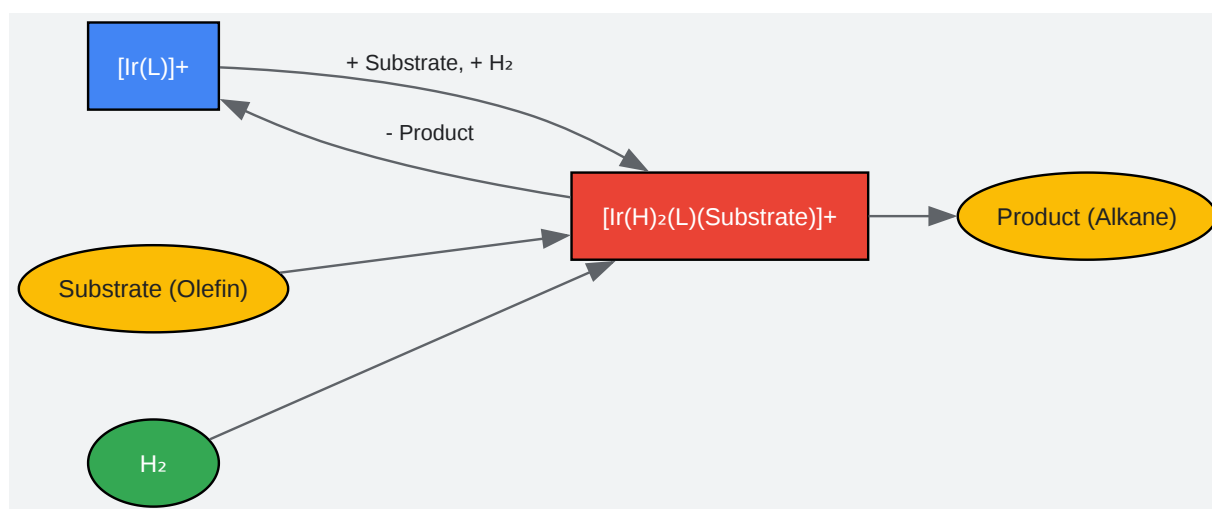 [Ir(L)]+
+ Substrate, + H₂
- Product
[Ir(H)₂(L)(Substrate)]+
Product (Alkane)
Substrate (Olefin)
H₂